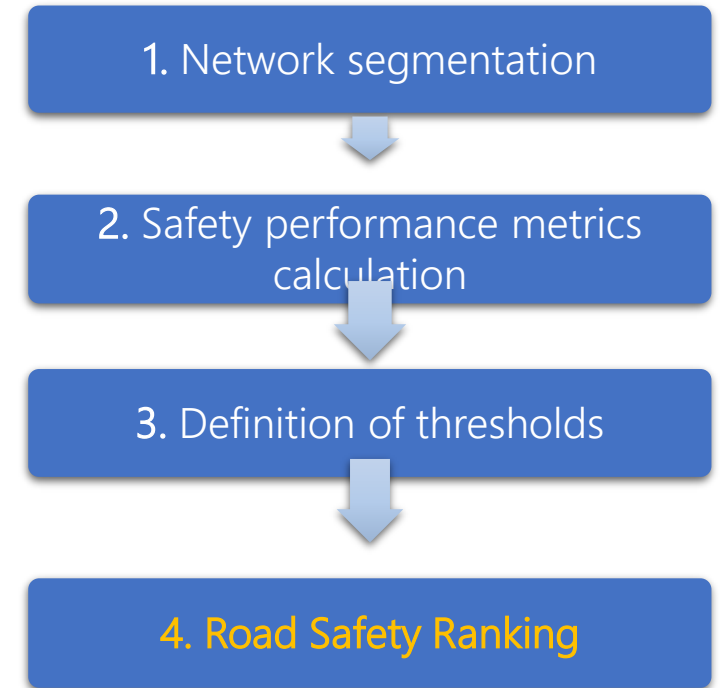 1. Network segmentation
2. Safety performance metrics
calculation
3. Definition of thresholds
4. Road Safety Ranking